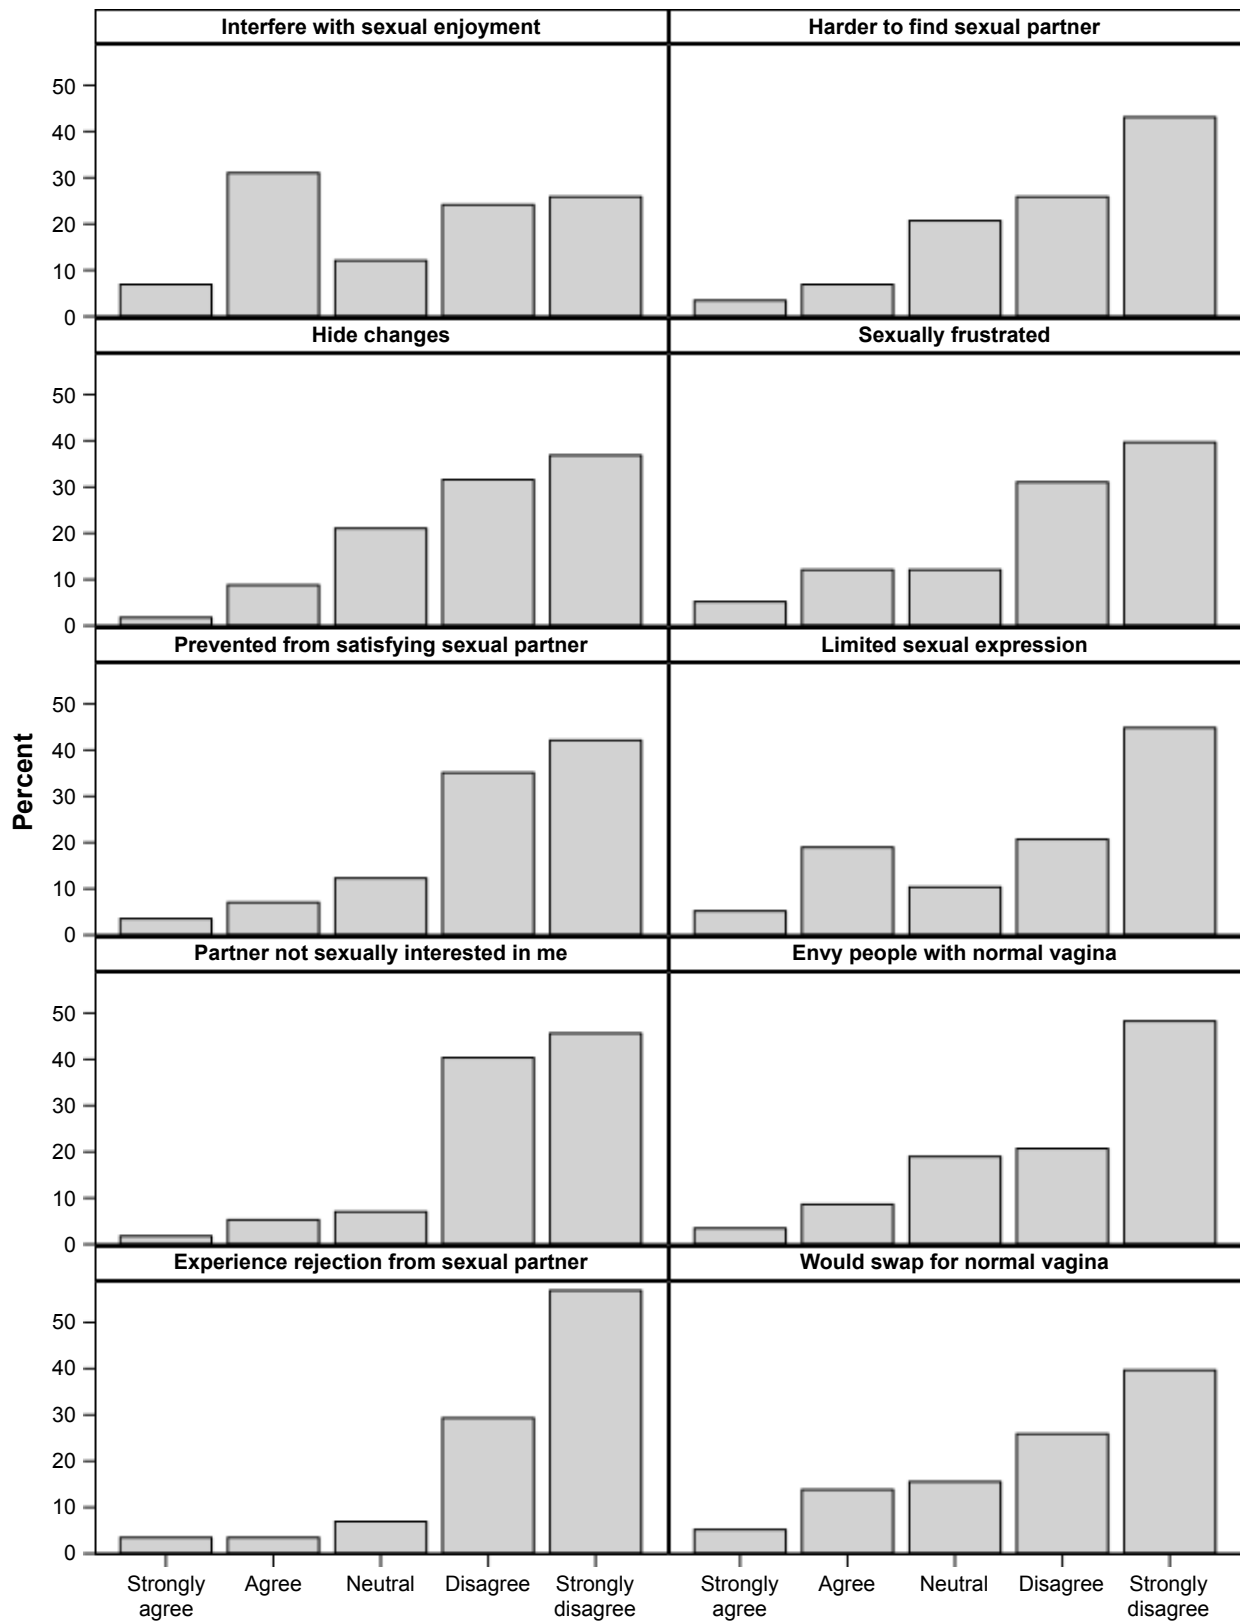 Interfere with sexual enjoyment
Harder to find sexual partner
50
40
30
20
10
0
Hide changes
Sexually frustrated
50
40
30
20
10
0
Prevented from satisfying sexual partner
Limited sexual expression
Percent
50
40
30
20
10
0
Partner not sexually interested in me
Envy people with normal vagina
50
40
30
20
10
0
Experience rejection from sexual partner
Would swap for normal vagina
50
40
30
20
10
0
Strongly
agree
Agree
Neutral
Disagree
Strongly
disagree
Strongly
agree
Agree
Neutral
Disagree
Strongly
disagree